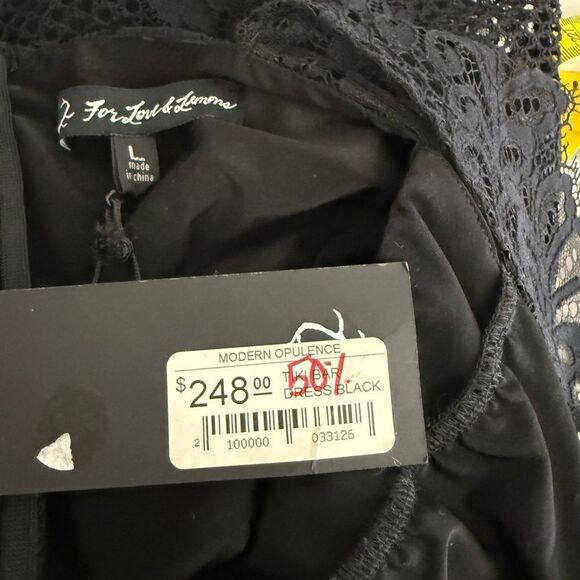 For Love & Lemons
L
made
in china
MODERN OPULENCE
$248.00
TIKI BAR
50%
DRESS BLACK
2 100000 033126